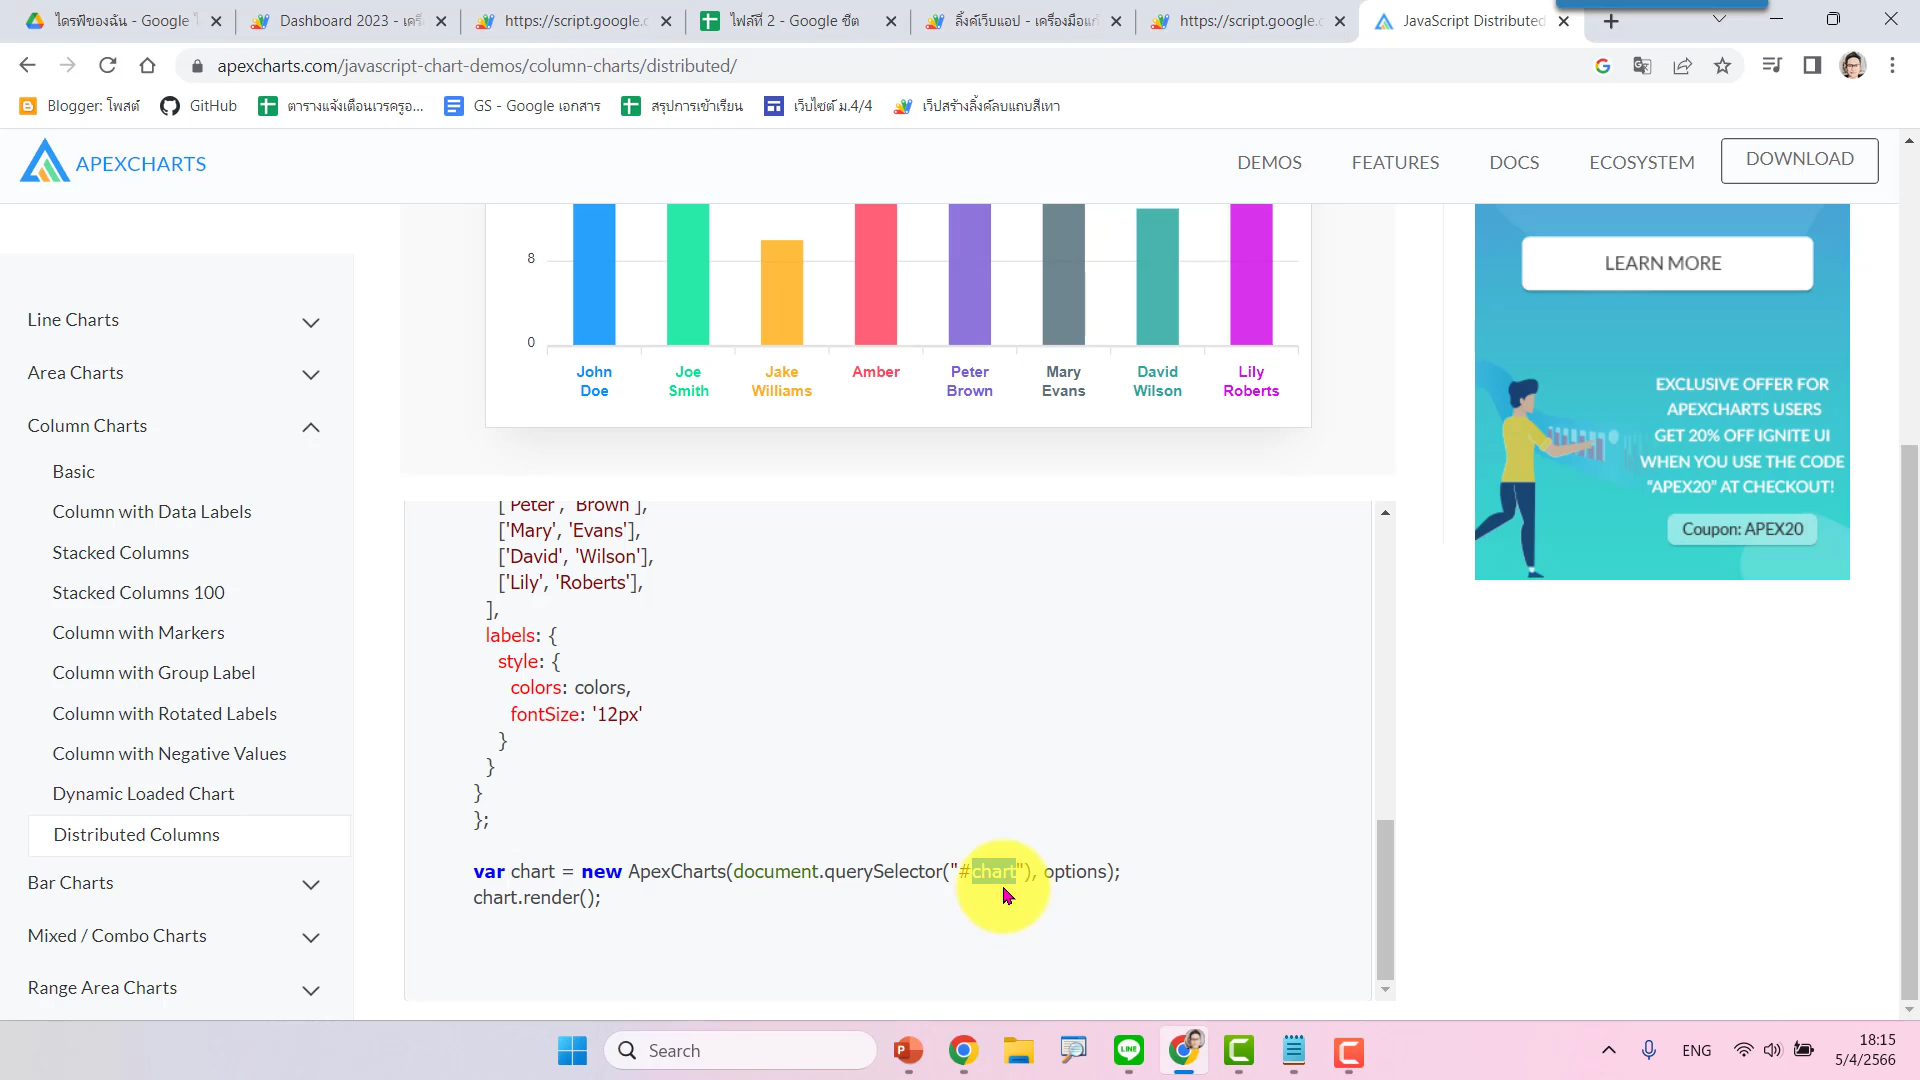 ไดรฟ์ของฉัน - Google ไ
Dashboard 2023 - เครื่
https://script.google.c
ไฟล์ที่ 2 - Google ชีต
ลิ้งค์เว็บแอป - เครื่องมือแก้
https://script.google.c
JavaScript Distributed
apexcharts.com/javascript-chart-demos/column-charts/distributed/
Blogger: โพสต์
GitHub
ตารางแจ้งเตือนเวรครูอ...
GS - Google เอกสาร
สรุปการเข้าเรียน
เว็บไซต์ ม.4/4
เว็ปสร้างลิ้งค์ลบแถบสีเทา
APEXCHARTS
DEMOS
FEATURES
DOCS
ECOSYSTEM
DOWNLOAD
Line Charts
Area Charts
Column Charts
Basic
Column with Data Labels
Stacked Columns
Stacked Columns 100
Column with Markers
Column with Group Label
Column with Rotated Labels
Column with Negative Values
Dynamic Loaded Chart
Distributed Columns
Bar Charts
Mixed / Combo Charts
Range Area Charts
8
0
John
Doe
Joe
Smith
Jake
Williams
Amber
Peter
Brown
Mary
Evans
David
Wilson
Lily
Roberts
['Peter', 'Brown'],
['Mary', 'Evans'],
['David', 'Wilson'],
['Lily', 'Roberts'],
],
labels: {
style: {
colors: colors,
fontSize: '12px'
}
}
}
};
var chart = new ApexCharts(document.querySelector("#chart"), options);
chart.render();
LEARN MORE
EXCLUSIVE OFFER FOR
APEXCHARTS USERS
GET 20% OFF IGNITE UI
WHEN YOU USE THE CODE
"APEX20" AT CHECKOUT!
Coupon: APEX20
Search
ENG
18:15
5/4/2566